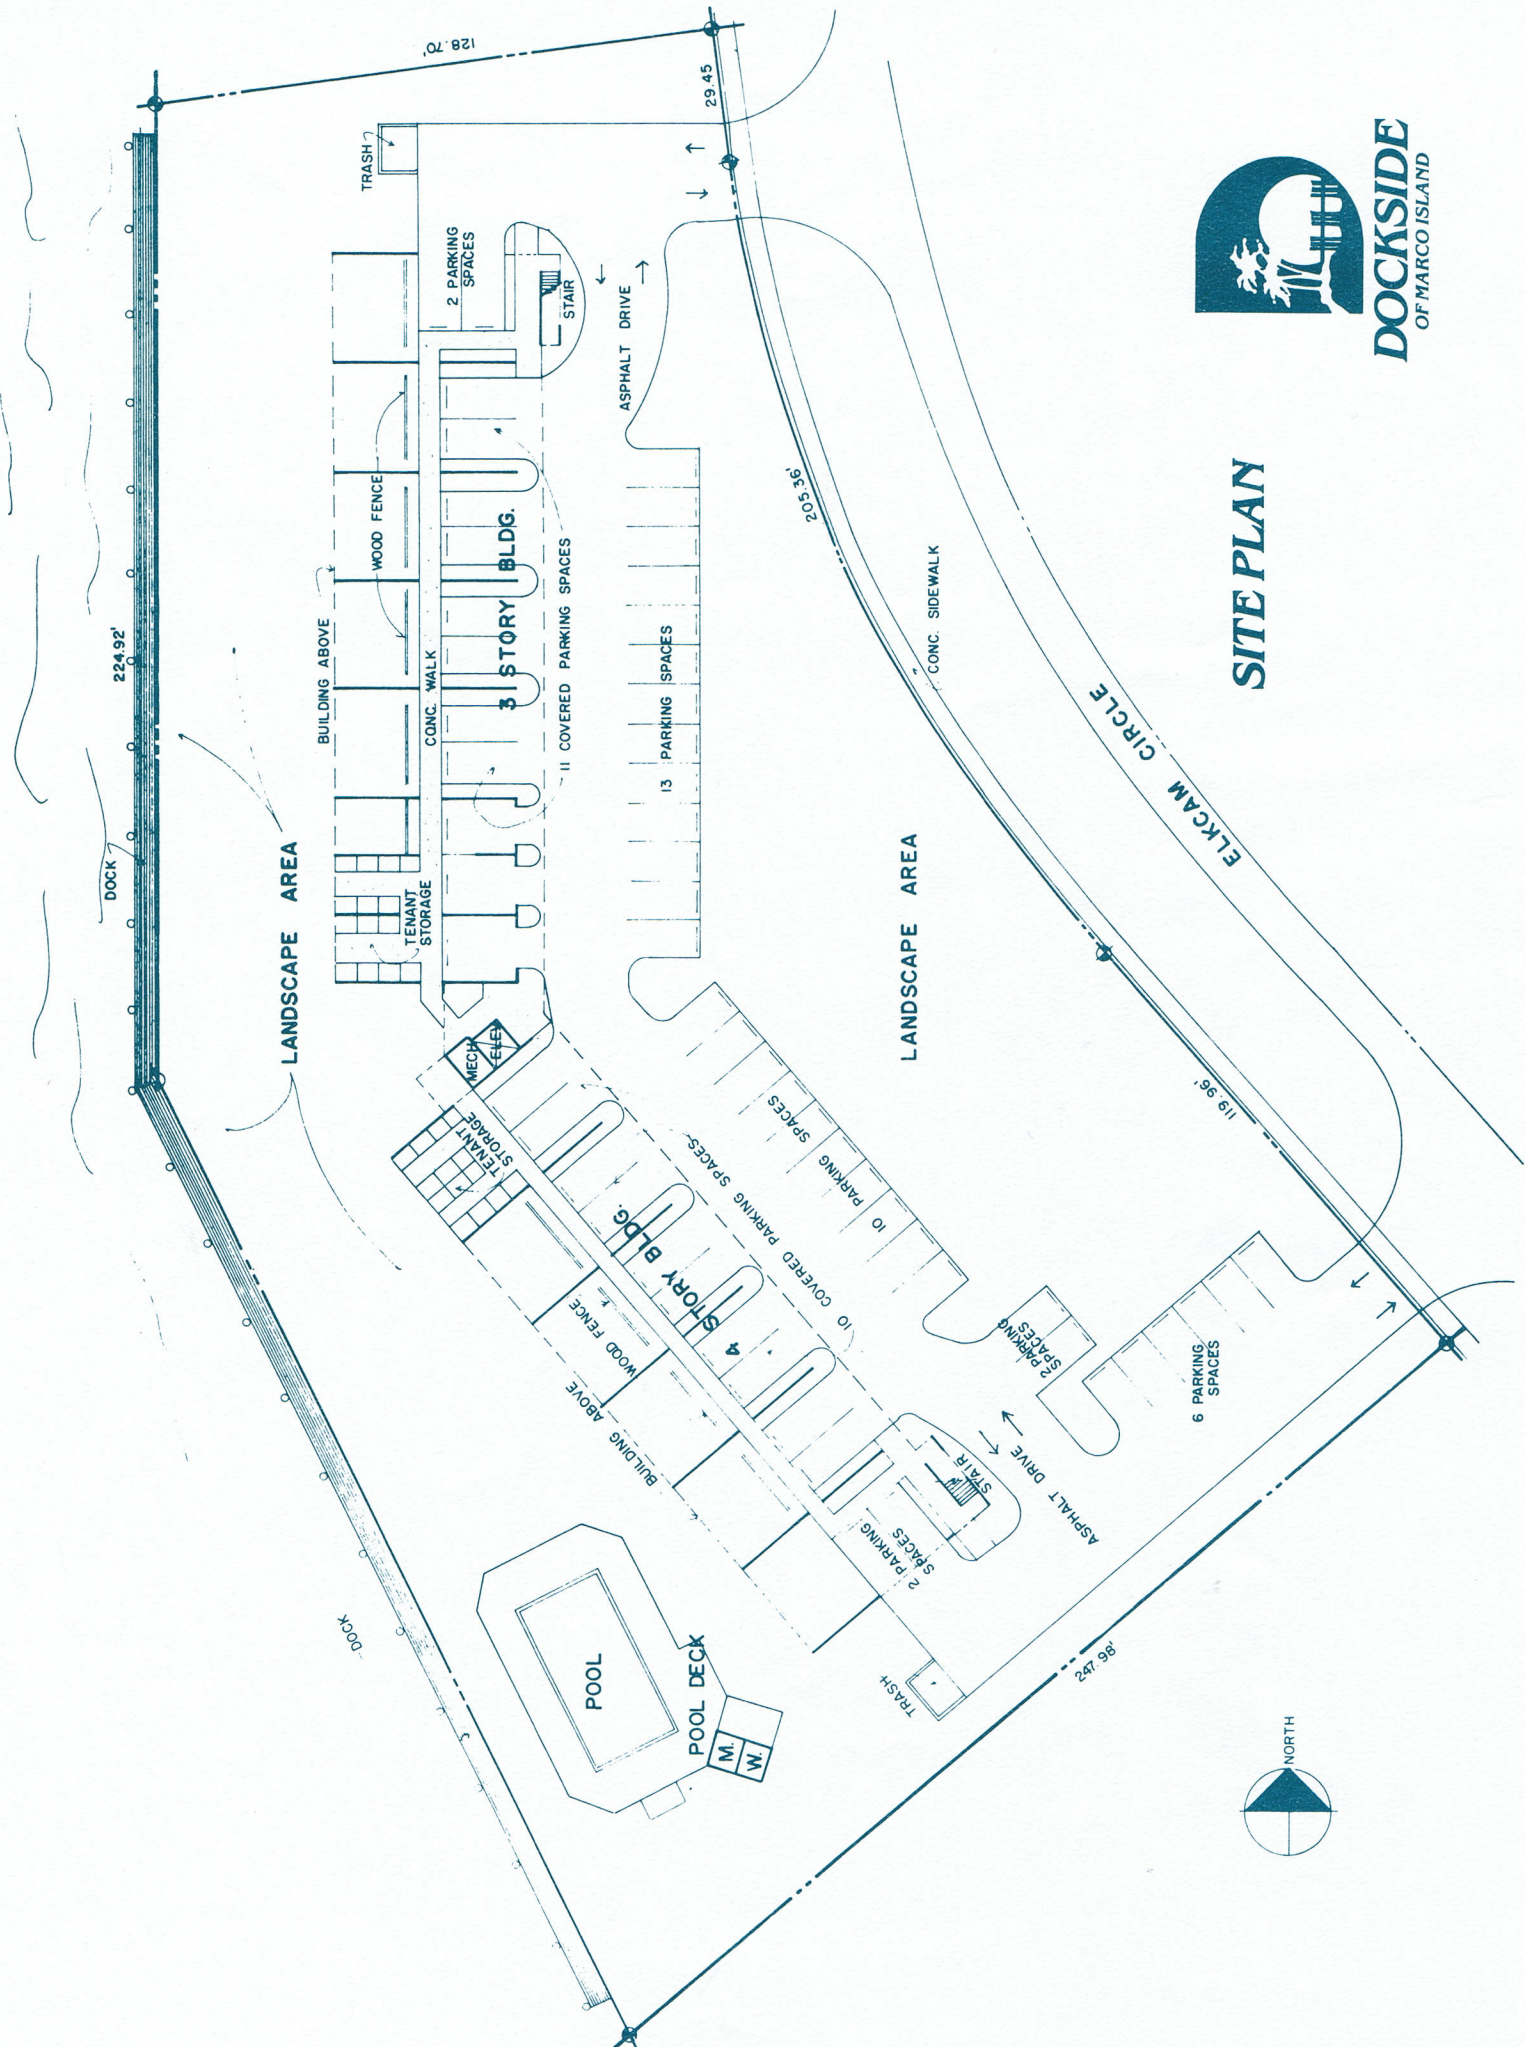 128.70'
29.45
TRASH
2 PARKING
SPACES
STAIR
ASPHALT DRIVE
WOOD FENCE
224.92'
BUILDING ABOVE
CONC. WALK
3 STORY BLDG.
11 COVERED PARKING SPACES
13 PARKING SPACES
205.36'
CONC. SIDEWALK
ELKCAM CIRCLE
DOCK
LANDSCAPE AREA
TENANT
STORAGE
LANDSCAPE AREA
MECH
ELEV
TENANT
STORAGE
4 STORY BLDG.
10 COVERED PARKING SPACES
10 PARKING SPACES
119.96'
WOOD FENCE
BUILDING ABOVE
2 PARKING
SPACES
6 PARKING
SPACES
STAIR
ASPHALT DRIVE
2 PARKING
SPACES
DOCK
POOL
POOL DECK
M.
W.
TRASH
247.98'
NORTH
SITE PLAN
DOCKSIDE
OF MARCO ISLAND